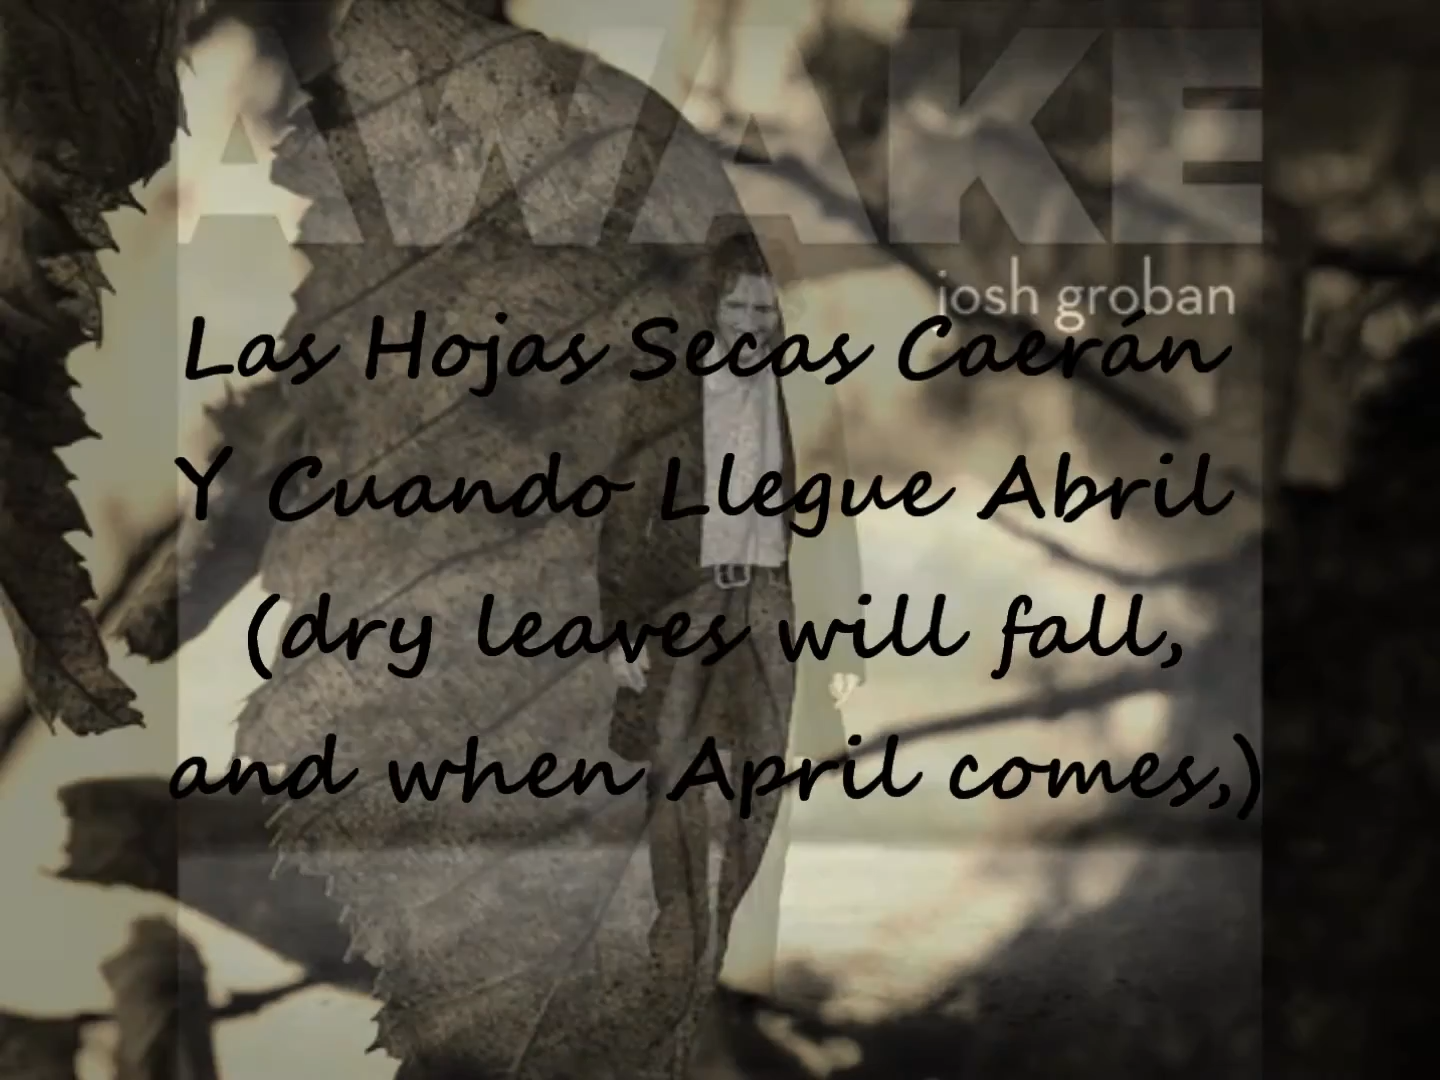 AWAKE
josh groban
Las Hojas Secas Caerán
Y Cuando Llegue Abril
(dry leaves will fall,
and when April comes,)